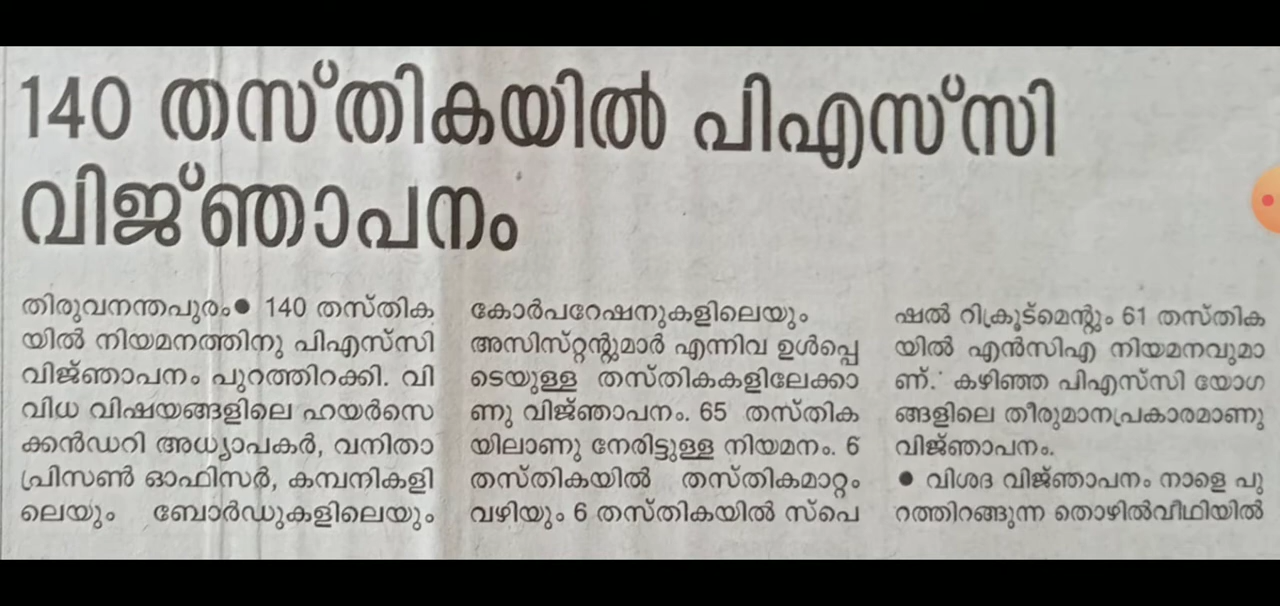 140 തസ്തികയിൽ പിഎസ്‌സി
വിജ്ഞാപനം
തിരുവനന്തപുരം● 140 തസ്തിക
യിൽ നിയമനത്തിനു പിഎസ്‌സി
വിജ്ഞാപനം പുറത്തിറക്കി. വി
വിധ വിഷയങ്ങളിലെ ഹയർസെ
ക്കൻഡറി അധ്യാപകർ, വനിതാ
പ്രിസൺ ഓഫിസർ, കമ്പനികളി
ലെയും ബോർഡുകളിലെയും
കോർപറേഷനുകളിലെയും
അസിസ്റ്റന്റുമാർ എന്നിവ ഉൾപ്പെ
ടെയുള്ള തസ്തികകളിലേക്കാ
ണു വിജ്ഞാപനം. 65 തസ്തിക
യിലാണു നേരിട്ടുള്ള നിയമനം. 6
തസ്തികയിൽ തസ്തികമാറ്റം
വഴിയും 6 തസ്തികയിൽ സ്പെ
ഷൽ റിക്രൂട്മെന്റും 61 തസ്തിക
യിൽ എൻസിഎ നിയമനവുമാ
ണ്. കഴിഞ്ഞ പിഎസ്‌സി യോഗ
ങ്ങളിലെ തീരുമാനപ്രകാരമാണു
വിജ്ഞാപനം.
● വിശദ വിജ്ഞാപനം നാളെ പു
റത്തിറങ്ങുന്ന തൊഴിൽവീഥിയിൽ